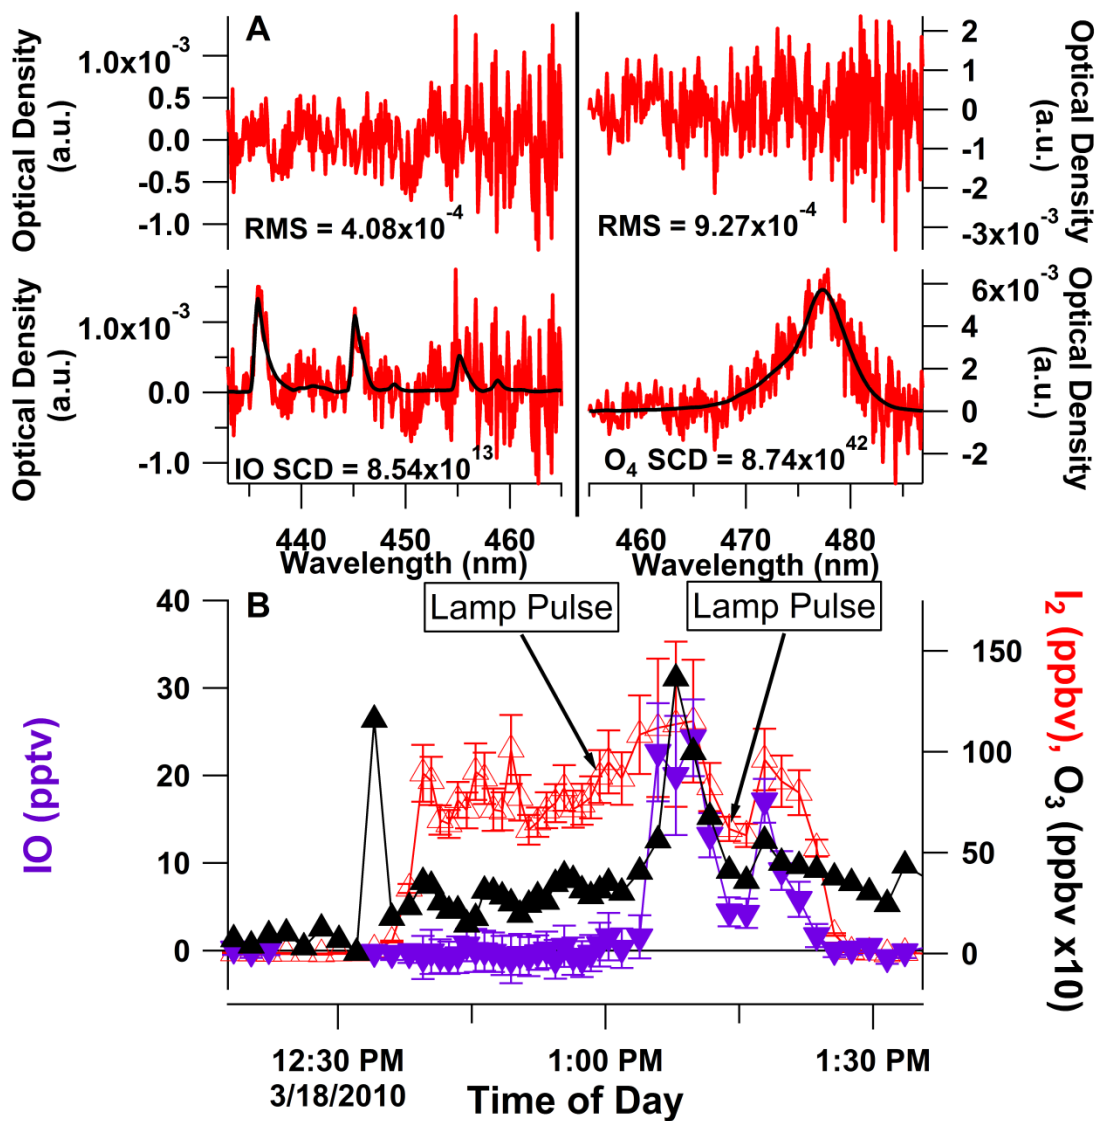 A
Optical Density
(a.u.)
1.0x10⁻³
0.5
0.0
-0.5
-1.0
RMS = 4.08x10⁻⁴
2
1
0
-1
-2
-3x10⁻³
RMS = 9.27x10⁻⁴
Optical Density
(a.u.)
Optical Density
(a.u.)
1.0x10⁻³
0.0
-1.0
IO SCD = 8.54x10¹³
6x10⁻³
4
2
0
-2
O₄ SCD = 8.74x10⁴²
Optical Density
(a.u.)
440 450 460
Wavelength (nm)
460 470 480
Wavelength (nm)
B
Lamp Pulse
Lamp Pulse
IO (pptv)
40
30
20
10
0
150
100
50
0
I₂ (ppbv), O₃ (ppbv x10)
12:30 PM 1:00 PM 1:30 PM
3/18/2010
Time of Day